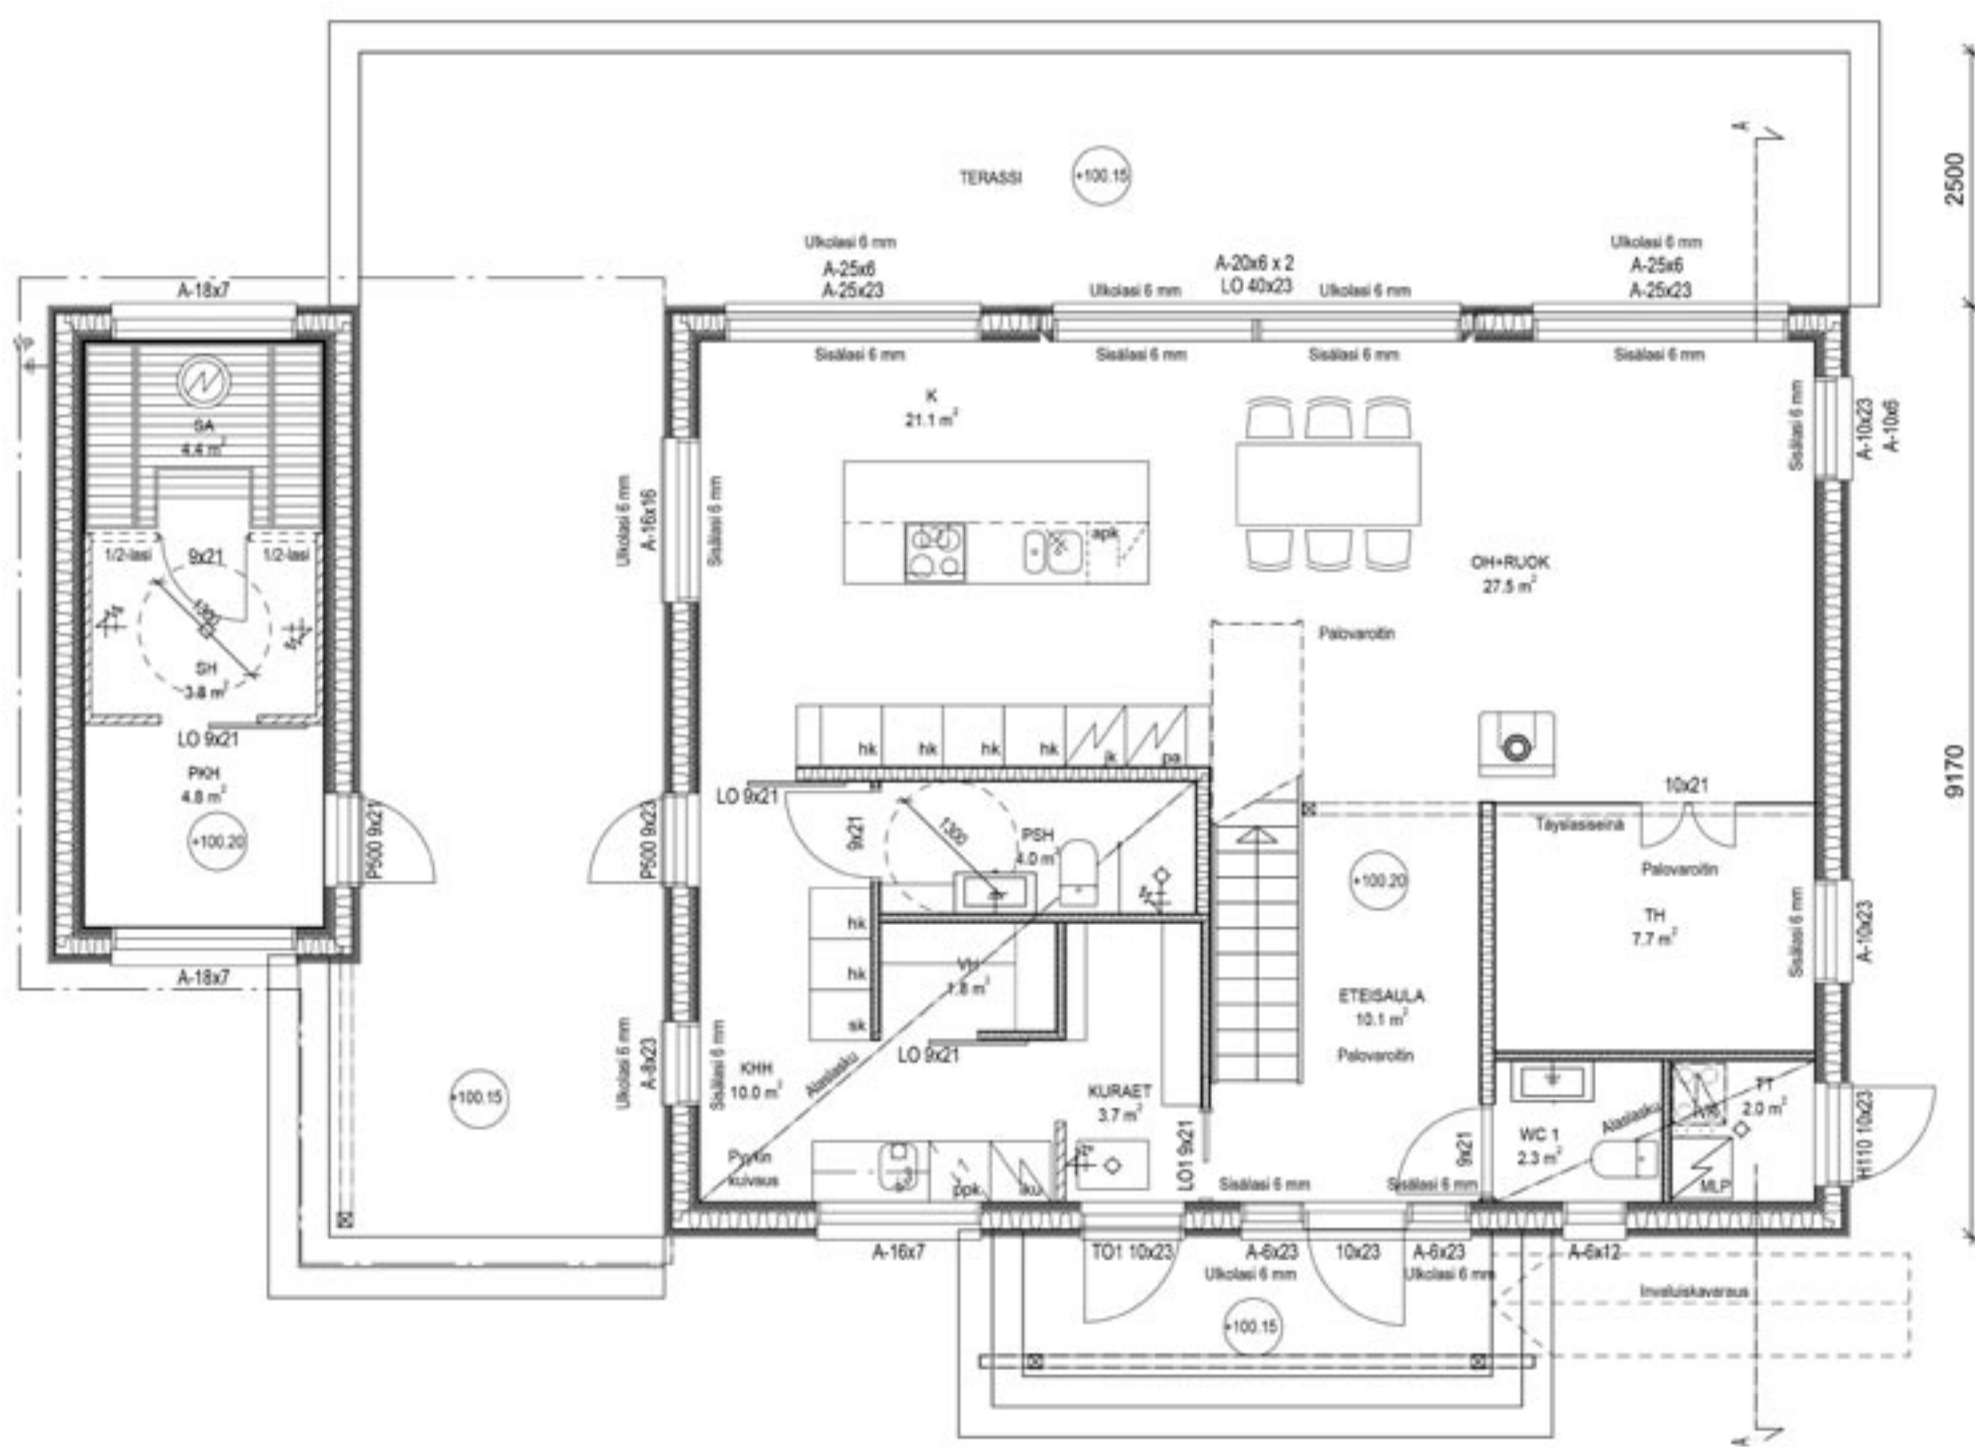 TERASSI
+100.15
A
2500
Ulkolasi 6 mm
A-25x6
A-25x23
A-20x6 x 2
LO 40x23
Ulkolasi 6 mm
Ulkolasi 6 mm
Ulkolasi 6 mm
A-25x6
A-25x23
A-18x7
VP
Sisälasi 6 mm
Sisälasi 6 mm
Sisälasi 6 mm
Sisälasi 6 mm
SA
4.4 m²
K
21.1 m²
Sisälasi 6 mm
A-10x23
A-10x6
Ulkolasi 6 mm
A-16x16
Sisälasi 6 mm
apk
1/2-lasi
9x21
1/2-lasi
OH+RUOK
27.5 m²
1300
Palovaroitin
SH
3.8 m²
LO 9x21
hk
hk
hk
hk
jk
pa
PKH
4.8 m²
9170
10x21
LO 9x21
+100.20
P500 9x21
P500 9x23
9x21
1300
PSH
4.0 m²
Täyslasiseinä
Palovaroitin
+100.20
TH
7.7 m²
Sisälasi 6 mm
A-10x23
hk
hk
sk
VH
1.8 m²
A-18x7
ETEISAULA
10.1 m²
Palovaroitin
LO 9x21
Ulkolasi 6 mm
A-8x23
Sisälasi 6 mm
KHH
10.0 m²
Alaslasku
KURAET
3.7 m²
+100.15
TT
2.0 m²
H110 10x23
Alaslasku
WC 1
2.3 m²
9x21
LO1 9x21
Pyykin
kuivaus
ppk
MLP
Sisälasi 6 mm
Sisälasi 6 mm
A-16x7
TO1 10x23
A-6x23
10x23
A-6x23
A-6x12
Ulkolasi 6 mm
Ulkolasi 6 mm
Invaluiskavaraus
+100.15
A